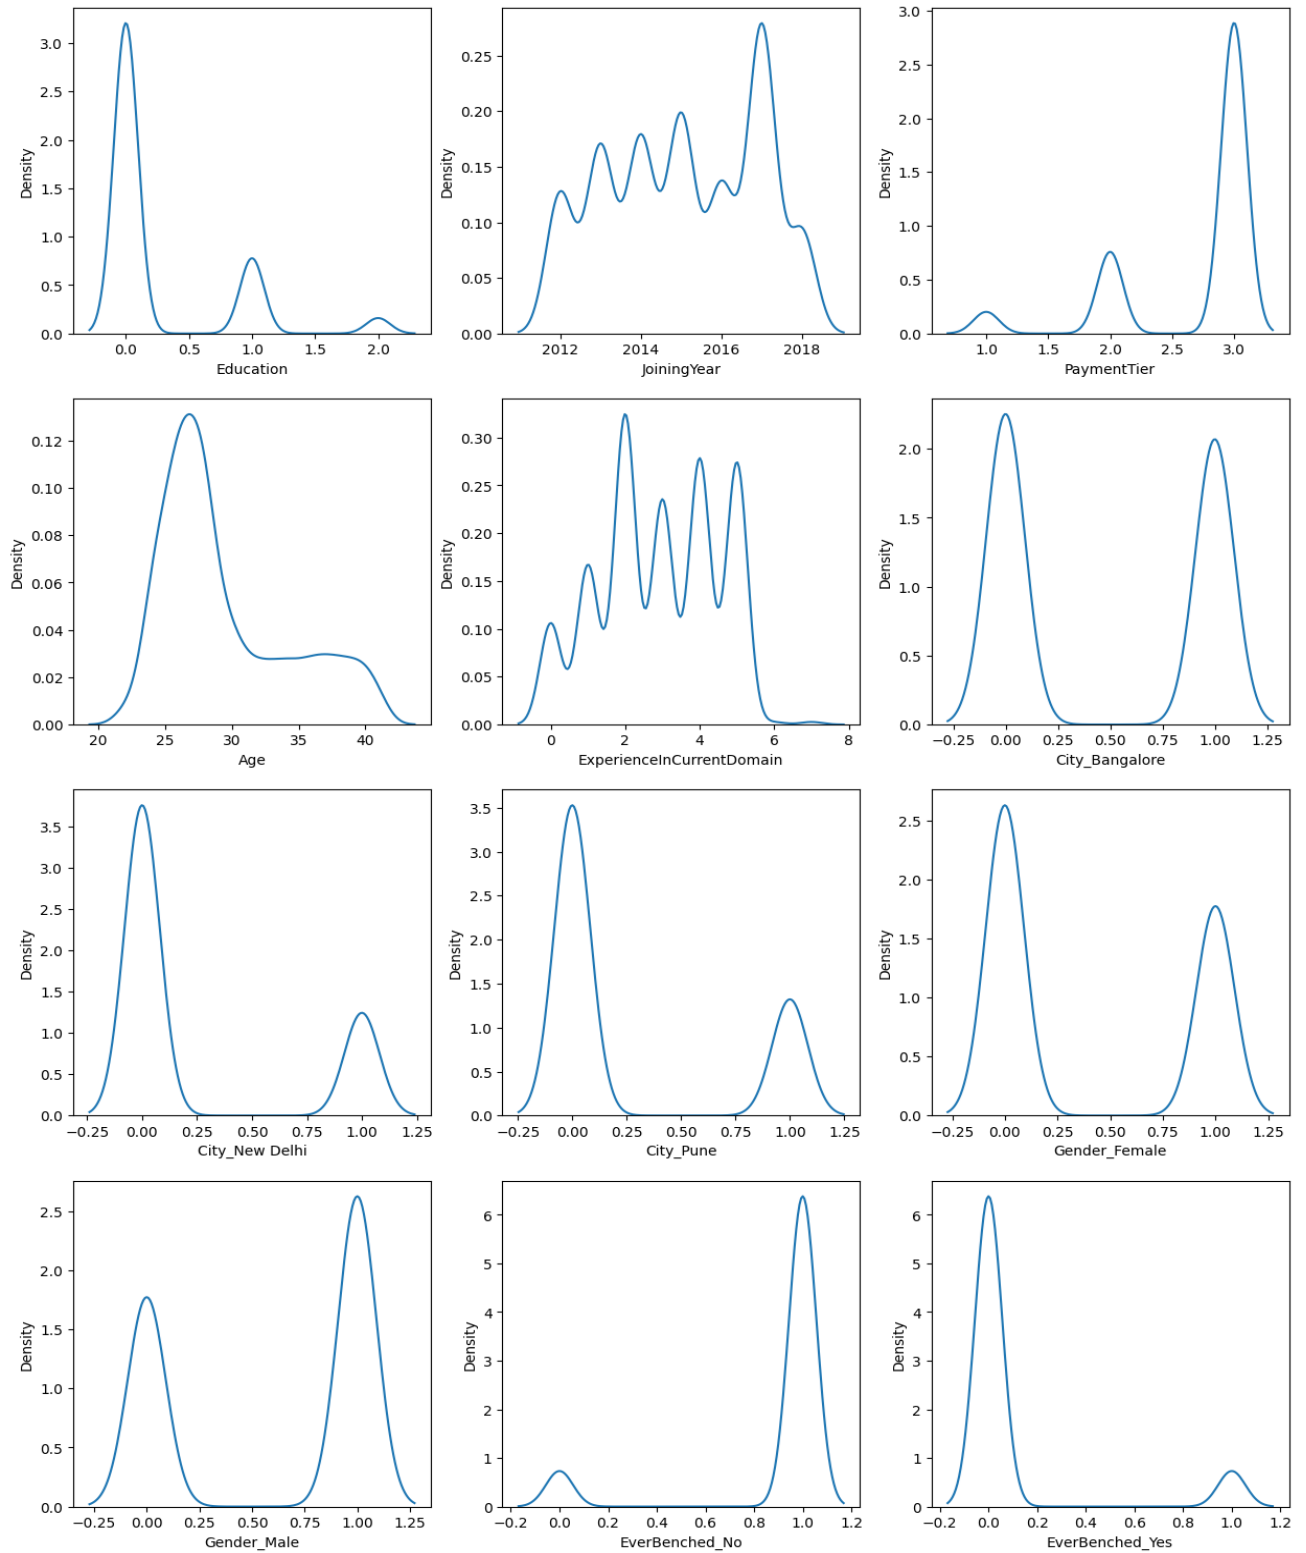 Density
3.0
2.5
2.0
1.5
1.0
0.5
0.0
0.0 0.5 1.0 1.5 2.0
Education
Density
0.25
0.20
0.15
0.10
0.05
0.00
2012 2014 2016 2018
JoiningYear
Density
3.0
2.5
2.0
1.5
1.0
0.5
0.0
1.0 1.5 2.0 2.5 3.0
PaymentTier
Density
0.12
0.10
0.08
0.06
0.04
0.02
0.00
20 25 30 35 40
Age
Density
0.30
0.25
0.20
0.15
0.10
0.05
0.00
0 2 4 6 8
ExperienceInCurrentDomain
Density
2.0
1.5
1.0
0.5
0.0
−0.25 0.00 0.25 0.50 0.75 1.00 1.25
City_Bangalore
Density
3.5
3.0
2.5
2.0
1.5
1.0
0.5
0.0
−0.25 0.00 0.25 0.50 0.75 1.00 1.25
City_New Delhi
Density
3.5
3.0
2.5
2.0
1.5
1.0
0.5
0.0
−0.25 0.00 0.25 0.50 0.75 1.00 1.25
City_Pune
Density
2.5
2.0
1.5
1.0
0.5
0.0
−0.25 0.00 0.25 0.50 0.75 1.00 1.25
Gender_Female
Density
2.5
2.0
1.5
1.0
0.5
0.0
−0.25 0.00 0.25 0.50 0.75 1.00 1.25
Gender_Male
Density
6
5
4
3
2
1
0
−0.2 0.0 0.2 0.4 0.6 0.8 1.0 1.2
EverBenched_No
Density
6
5
4
3
2
1
0
−0.2 0.0 0.2 0.4 0.6 0.8 1.0 1.2
EverBenched_Yes